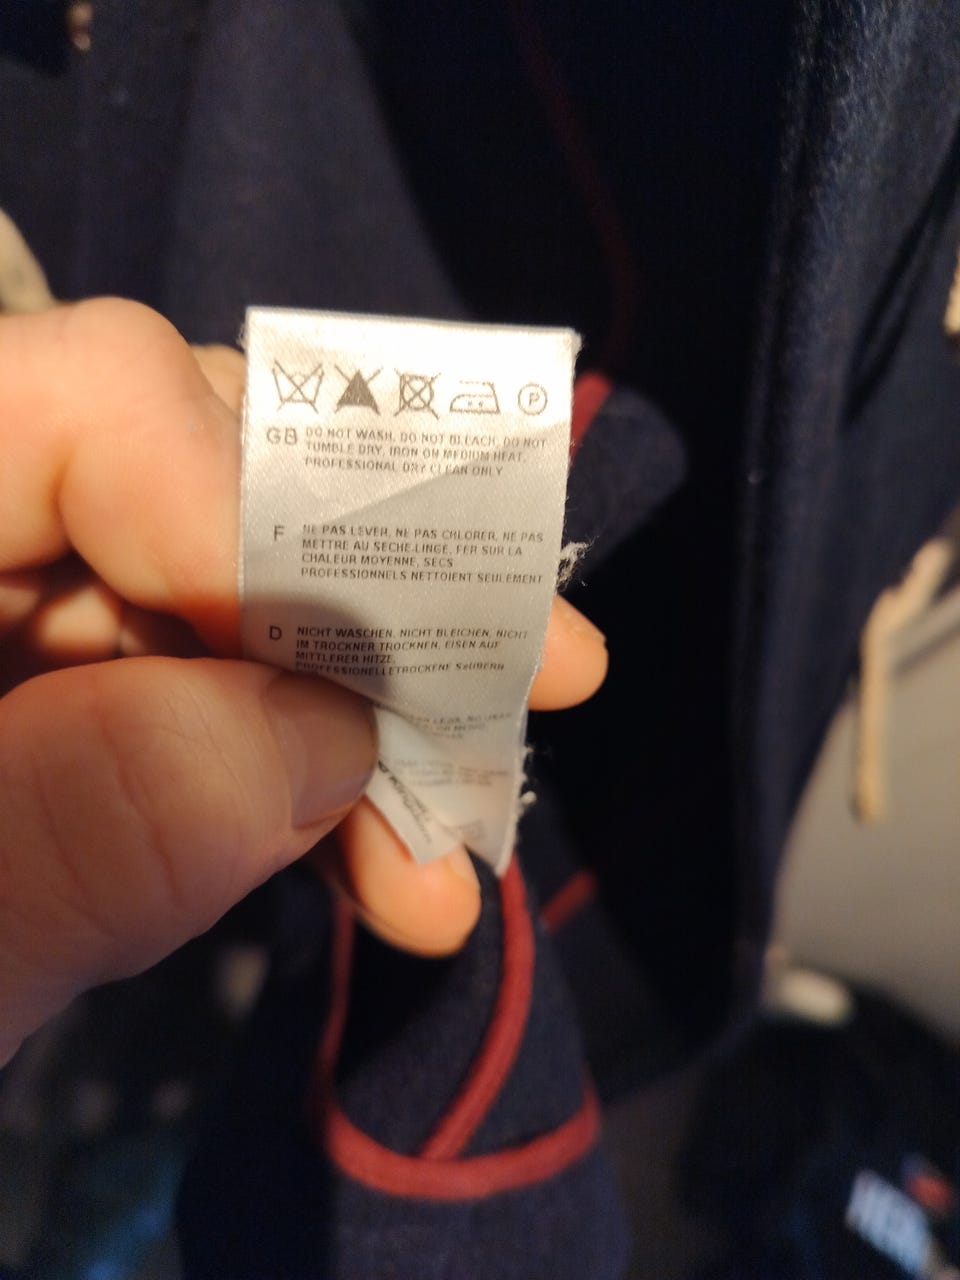 P
GB DO NOT WASH, DO NOT BLEACH, DO NOT
TUMBLE DRY, IRON ON MEDIUM HEAT,
PROFESSIONAL DRY CLEAN ONLY
F NE PAS LEVER, NE PAS CHLORER, NE PAS
METTRE AU SECHE-LINGE, FER SUR LA
CHALEUR MOYENNE, SECS
PROFESSIONNELS NETTOIENT SEULEMENT
D NICHT WASCHEN, NICHT BLEICHEN, NICHT
IM TROCKNER TROCKNEN, EISEN AUF
MITTLERER HITZE,